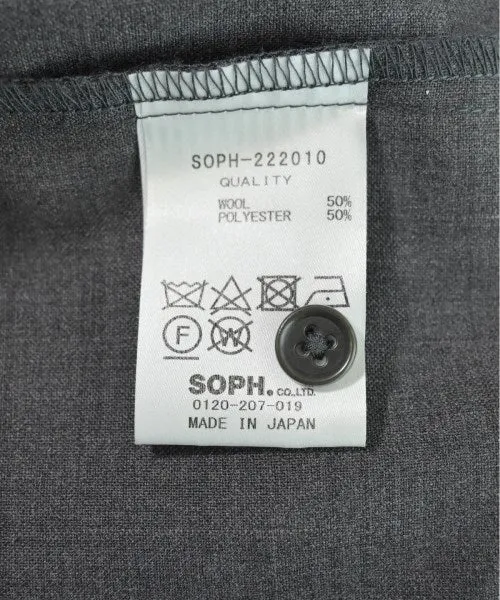 SOPH-222010
QUALITY
WOOL 50%
POLYESTER 50%
F W
SOPH. CO.,LTD.
0120-207-019
MADE IN JAPAN